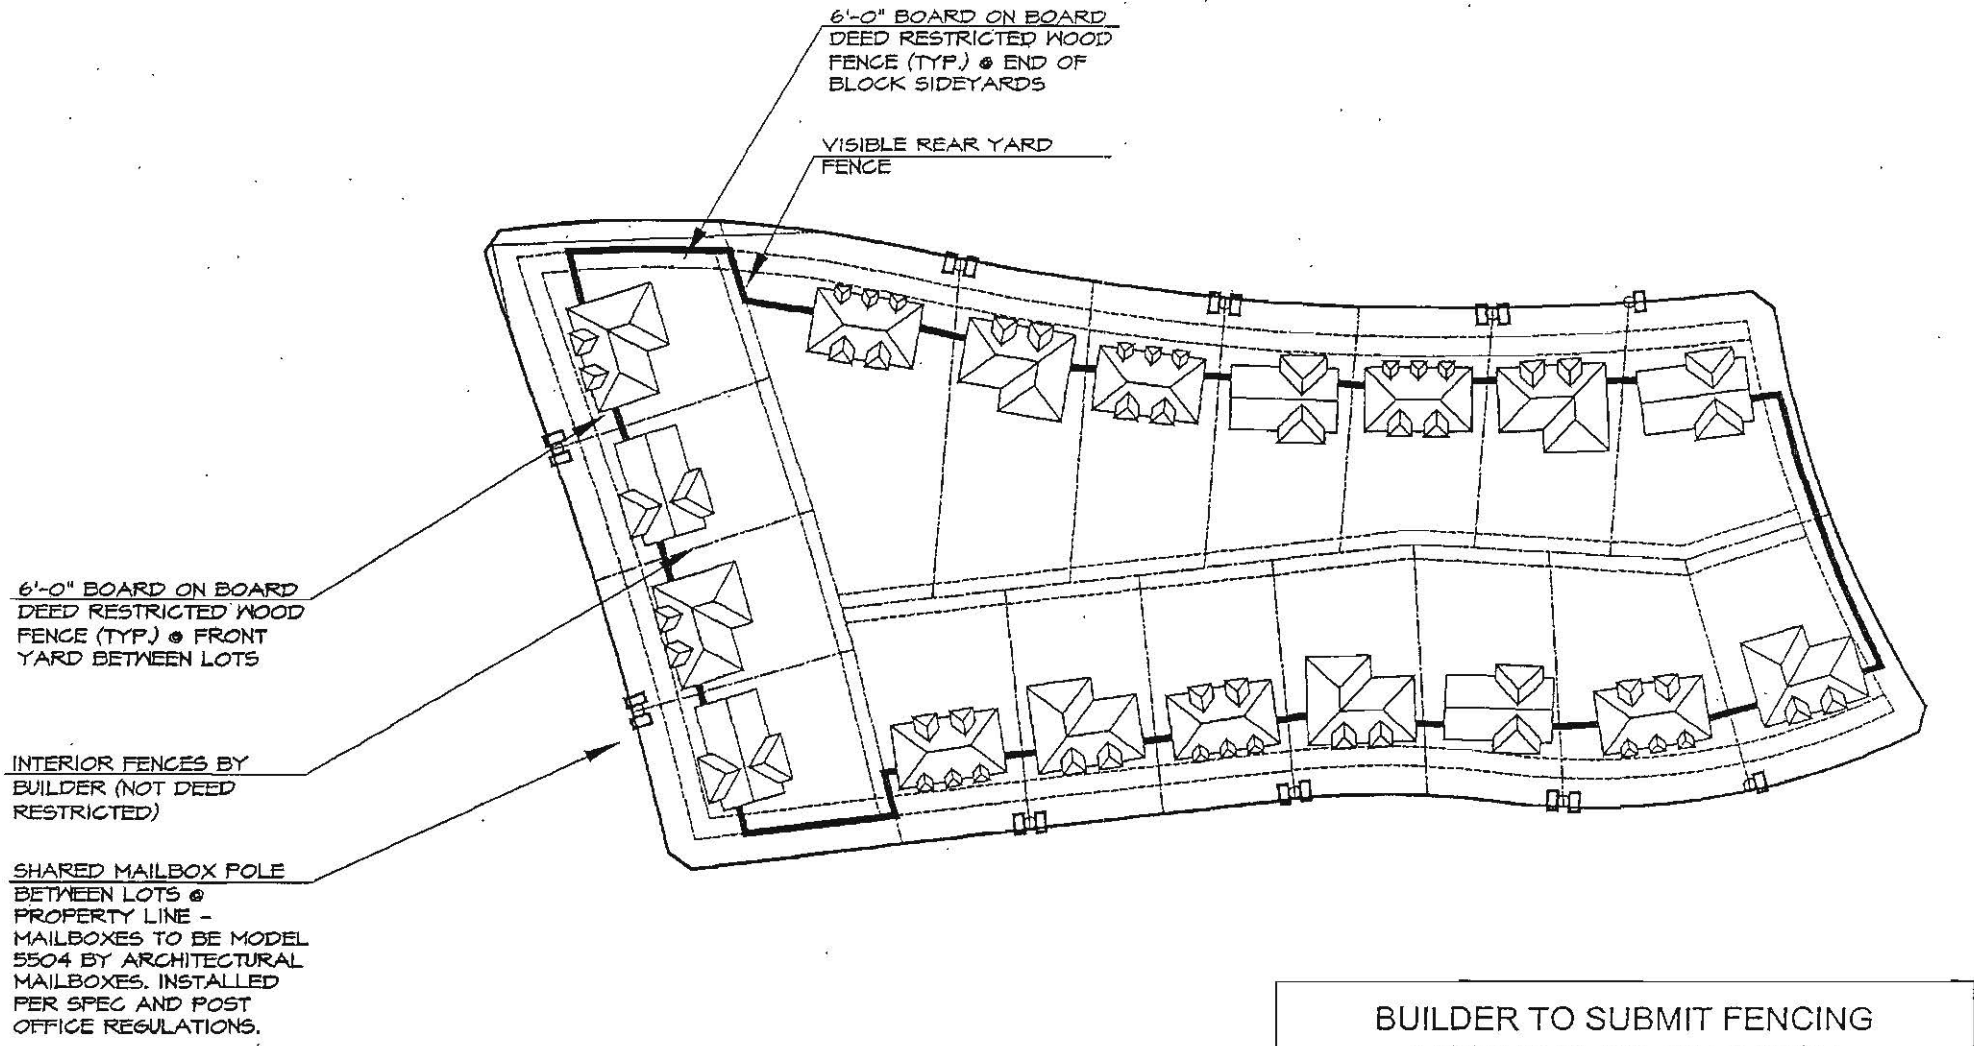 6'-0" BOARD ON BOARD
DEED RESTRICTED WOOD
FENCE (TYP.) @ END OF
BLOCK SIDEYARDS
VISIBLE REAR YARD
FENCE
6'-0" BOARD ON BOARD
DEED RESTRICTED WOOD
FENCE (TYP.) @ FRONT
YARD BETWEEN LOTS
INTERIOR FENCES BY
BUILDER (NOT DEED
RESTRICTED)
SHARED MAILBOX POLE
BETWEEN LOTS @
PROPERTY LINE -
MAILBOXES TO BE MODEL
5504 BY ARCHITECTURAL
MAILBOXES. INSTALLED
PER SPEC AND POST
OFFICE REGULATIONS.
BUILDER TO SUBMIT FENCING